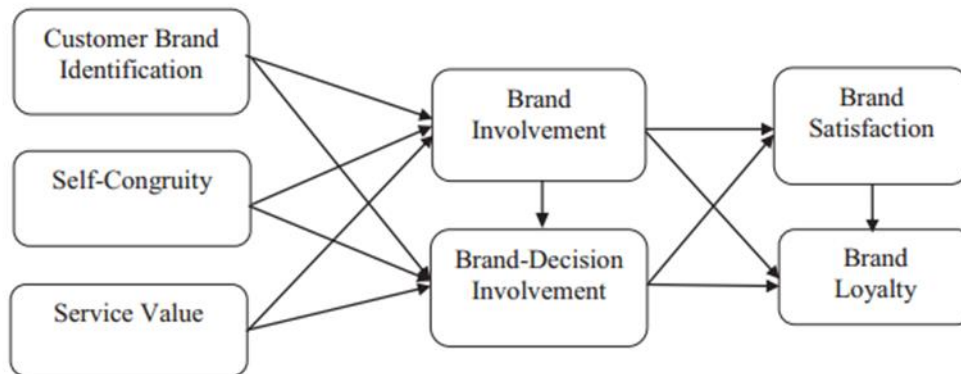 Customer Brand
Identification
Self-Congruity
Service Value
Brand
Involvement
Brand-Decision
Involvement
Brand
Satisfaction
Brand
Loyalty